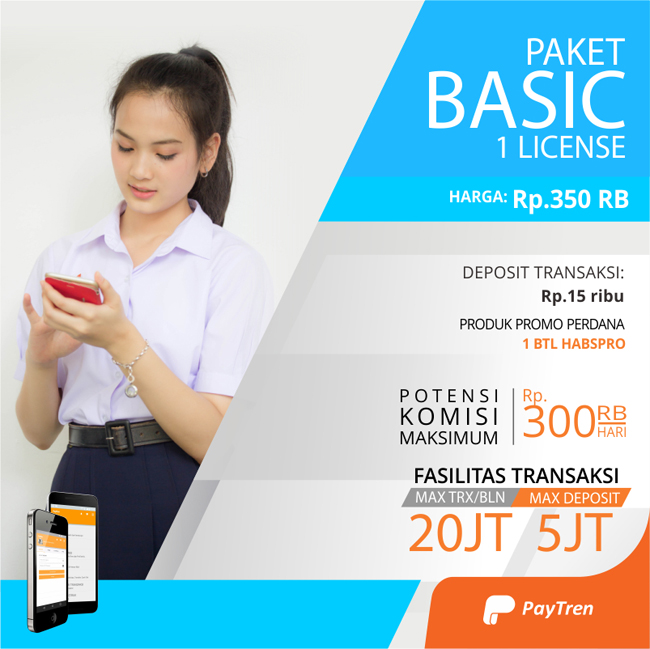 PAKET
BASIC
1 LICENSE
HARGA: Rp.350 RB
DEPOSIT TRANSAKSI:
Rp.15 ribu
PRODUK PROMO PERDANA
1 BTL HABSPRO
POTENSI
KOMISI
MAKSIMUM
Rp.
300 RB
HARI
FASILITAS TRANSAKSI
MAX TRX/BLN MAX DEPOSIT
20JT 5JT
PayTren